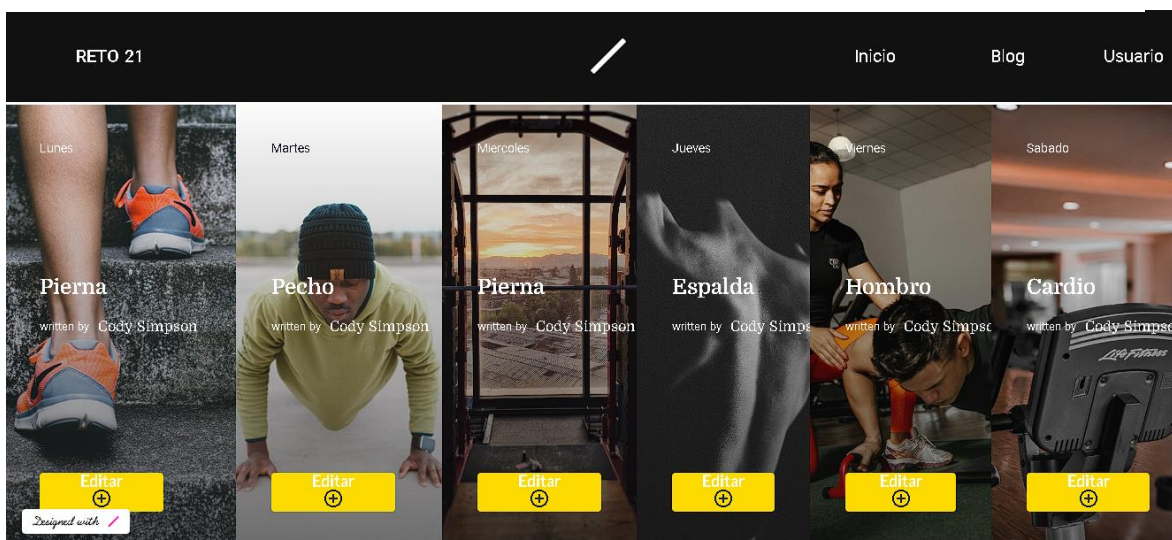 RETO 21
Inicio
Blog
Usuario
Lunes
Pierna
written by Cody Simpson
Editar
Martes
Pecho
written by Cody Simpson
Editar
Miercoles
Pierna
written by Cody Simpson
Editar
Jueves
Espalda
written by Cody Simps
Editar
Viernes
Hombro
written by Cody Simpso
Editar
Sabado
Cardio
written by Cody Simpso
Editar
LifeFitness
Designed with